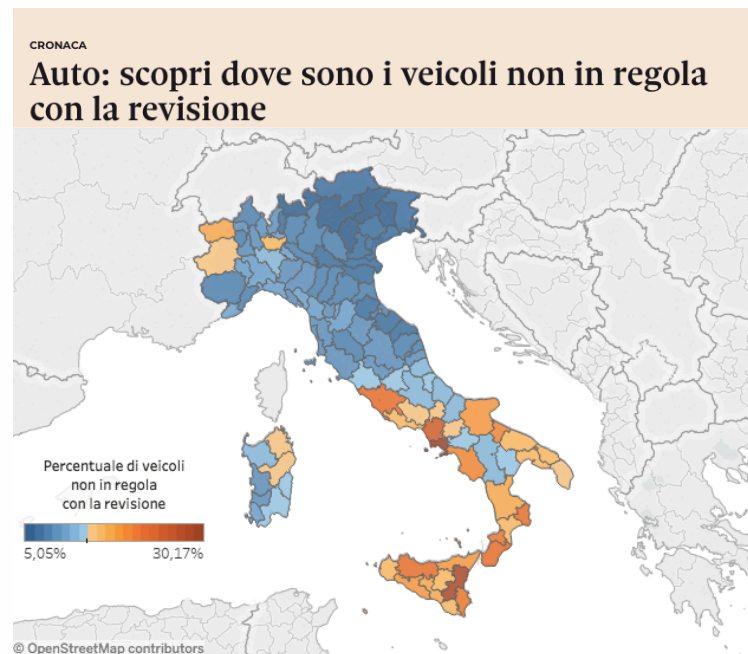 CRONACA
Auto: scopri dove sono i veicoli non in regola
con la revisione
Percentuale di veicoli
non in regola
con la revisione
5,05%
30,17%
© OpenStreetMap contributors